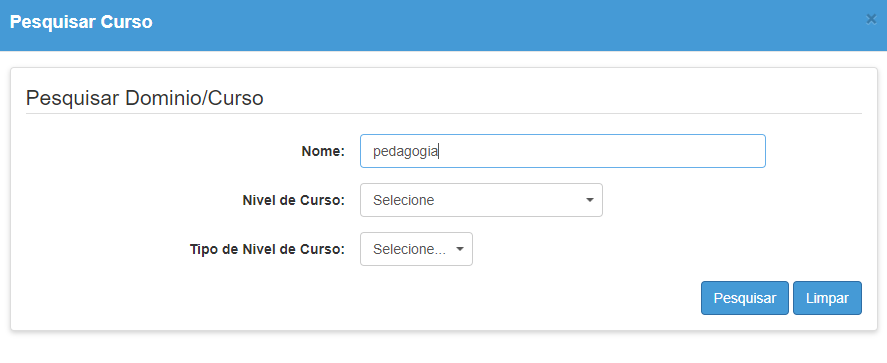 Pesquisar Curso
×
Pesquisar Dominio/Curso
Nome: pedagogia
Nivel de Curso: Selecione
Tipo de Nivel de Curso: Selecione...
Pesquisar Limpar